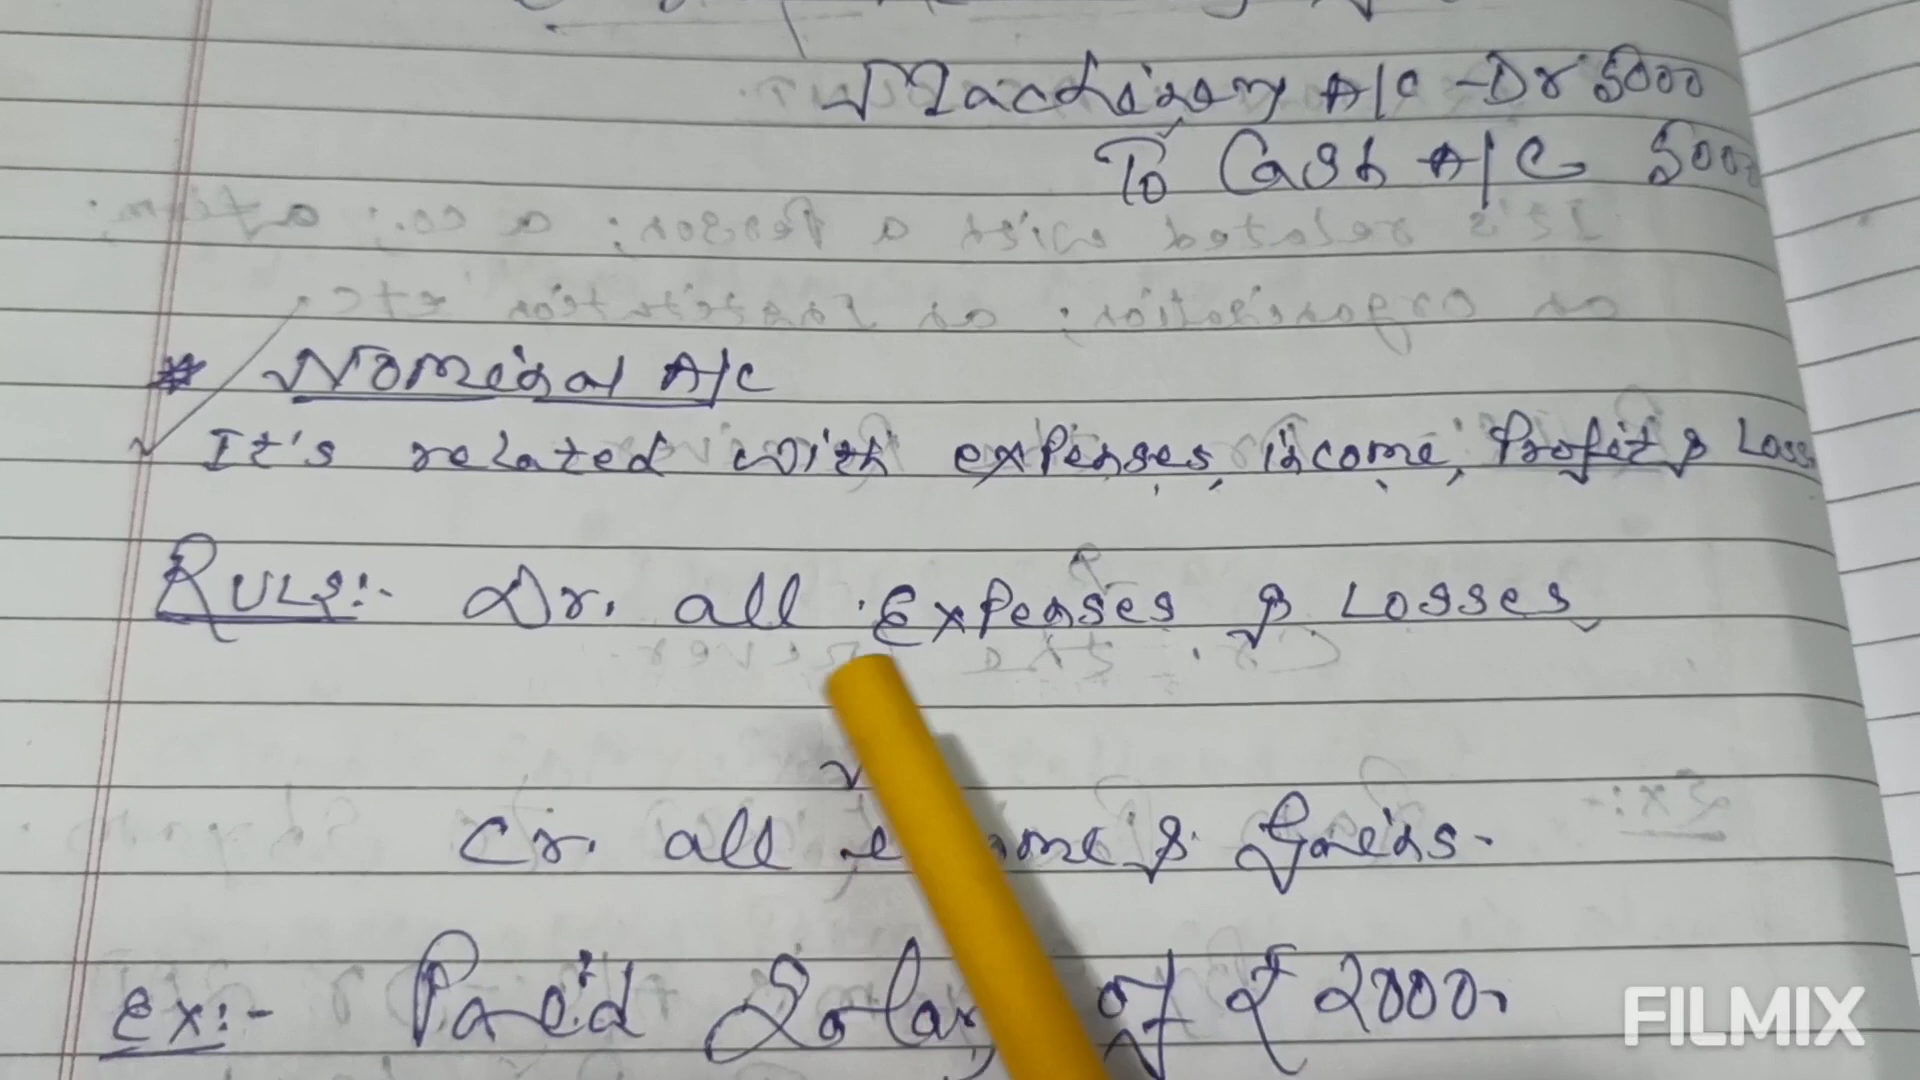 Machinery A/C - Dr 5000
To Cash A/C 5000
* Nominal A/C
It's related with expenses, income, Profit & Loss
RULE:- Dr. all Expenses & Losses
Cr. all & Gains.
Ex:- Paid of ₹ 2000.
FILMIX